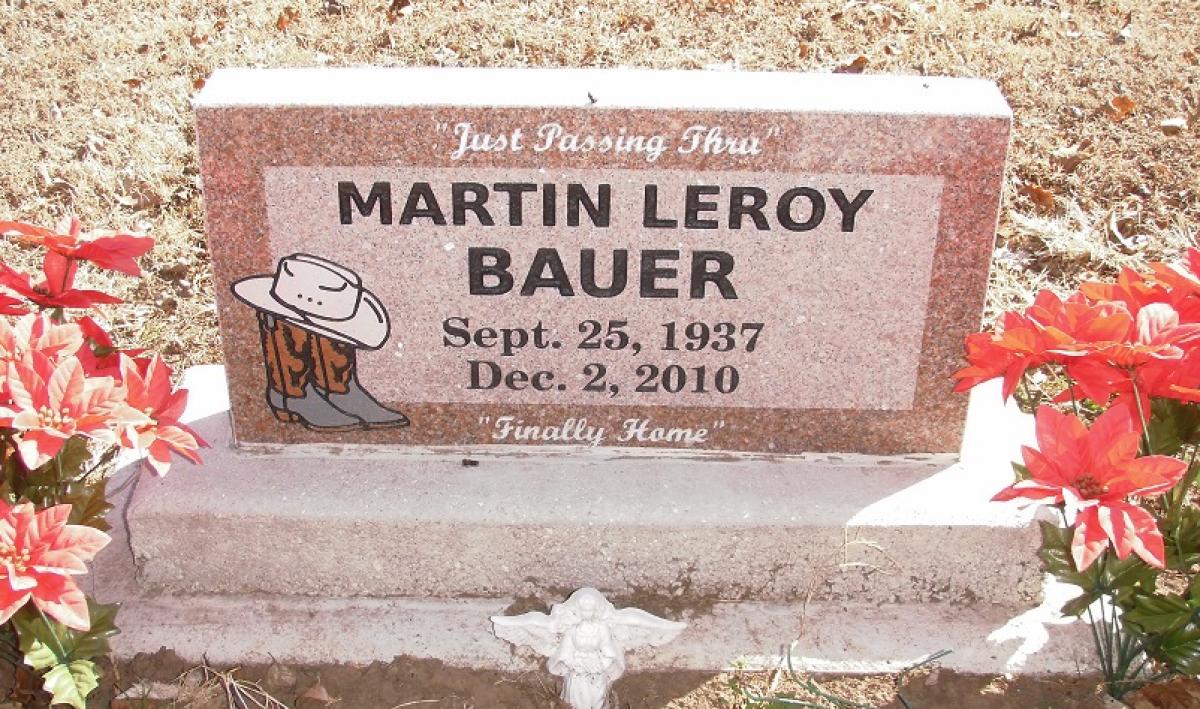 "Just Passing Thru"
MARTIN LEROY
BAUER
Sept. 25, 1937
Dec. 2, 2010
"Finally Home"